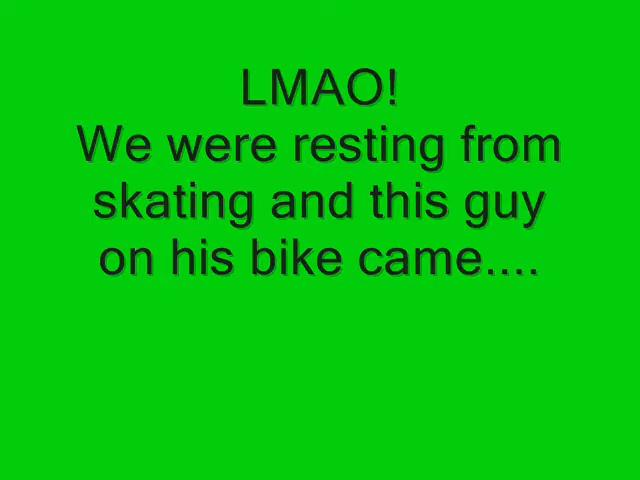 LMAO!
We were resting from
skating and this guy
on his bike came....